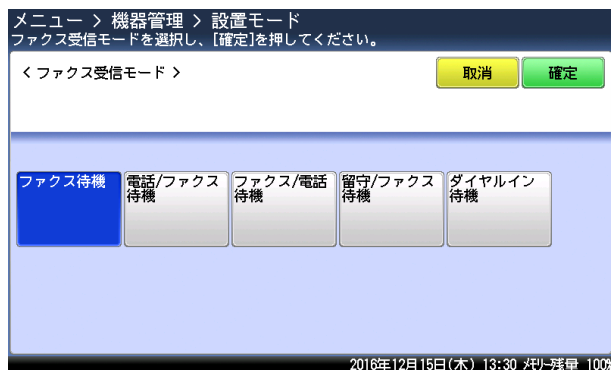 メニュー > 機器管理 > 設置モード
ファクス受信モードを選択し、[確定]を押してください。
< ファクス受信モード >
取消
確定
ファクス待機
電話/ファクス
待機
ファクス/電話
待機
留守/ファクス
待機
ダイヤルイン
待機
2016年12月15日(木) 13:30 メモリー残量 100%